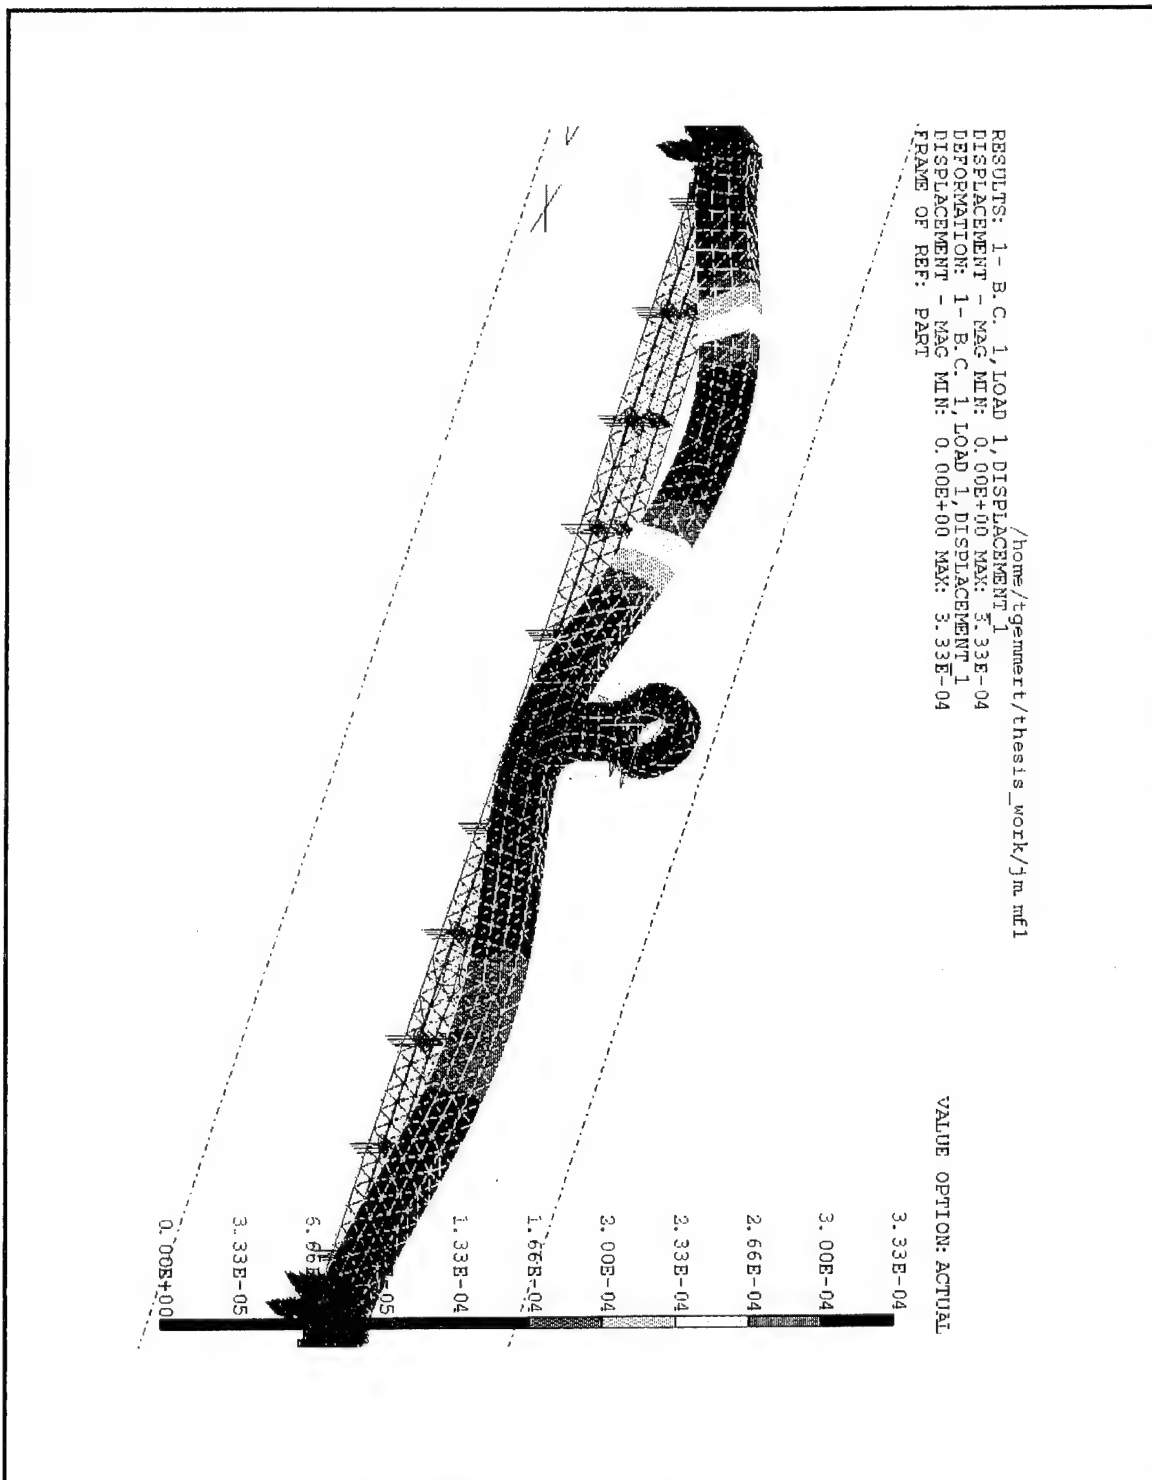 /home/tgemmert/thesis_work/jm.mf1
RESULTS: 1- B.C. 1,LOAD 1,DISPLACEMENT_1
DISPLACEMENT - MAG MIN: 0.00E+00 MAX: 3.33E-04
DEFORMATION: 1- B.C. 1,LOAD 1,DISPLACEMENT_1
DISPLACEMENT - MAG MIN: 0.00E+00 MAX: 3.33E-04
FRAME OF REF: PART
VALUE OPTION: ACTUAL
3.33E-04
3.00E-04
2.66E-04
2.33E-04
2.00E-04
1.66E-04
1.33E-04
3.33E-05
0.00E+00
X